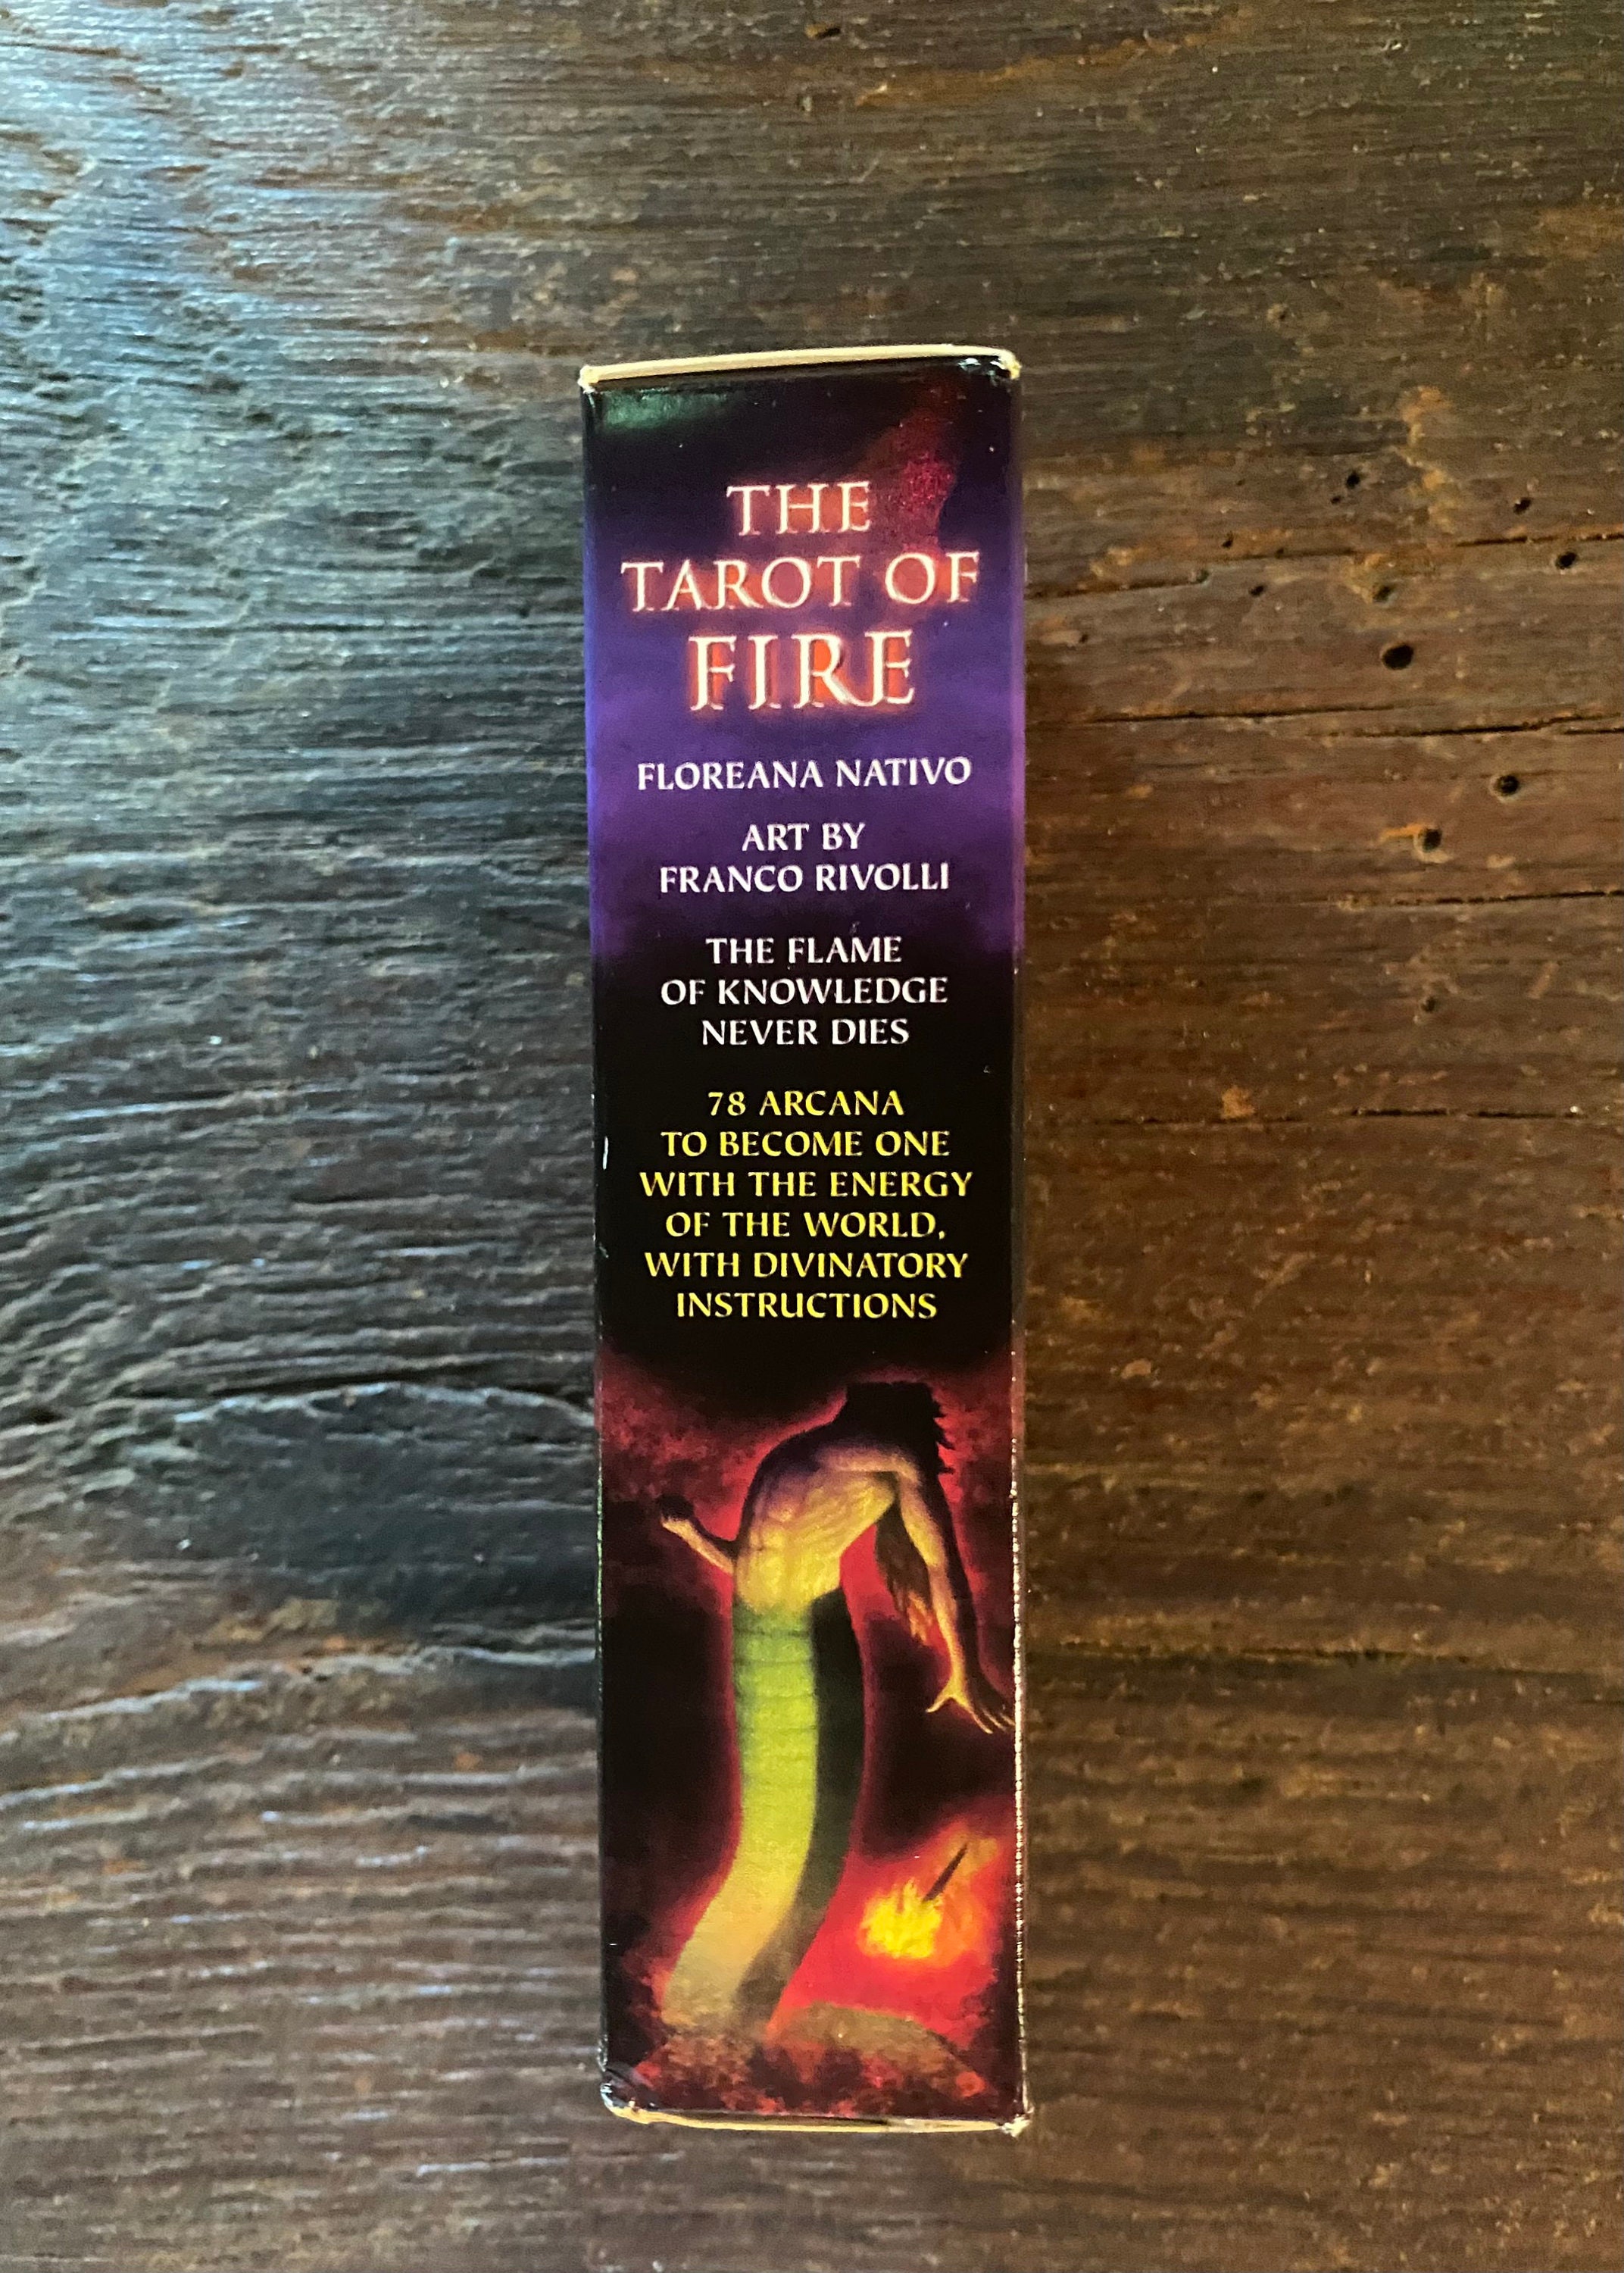 THE
TAROT OF
FIRE
FLOREANA NATIVO
ART BY
FRANCO RIVOLLI
THE FLAME
OF KNOWLEDGE
NEVER DIES
78 ARCANA
TO BECOME ONE
WITH THE ENERGY
OF THE WORLD,
WITH DIVINATORY
INSTRUCTIONS